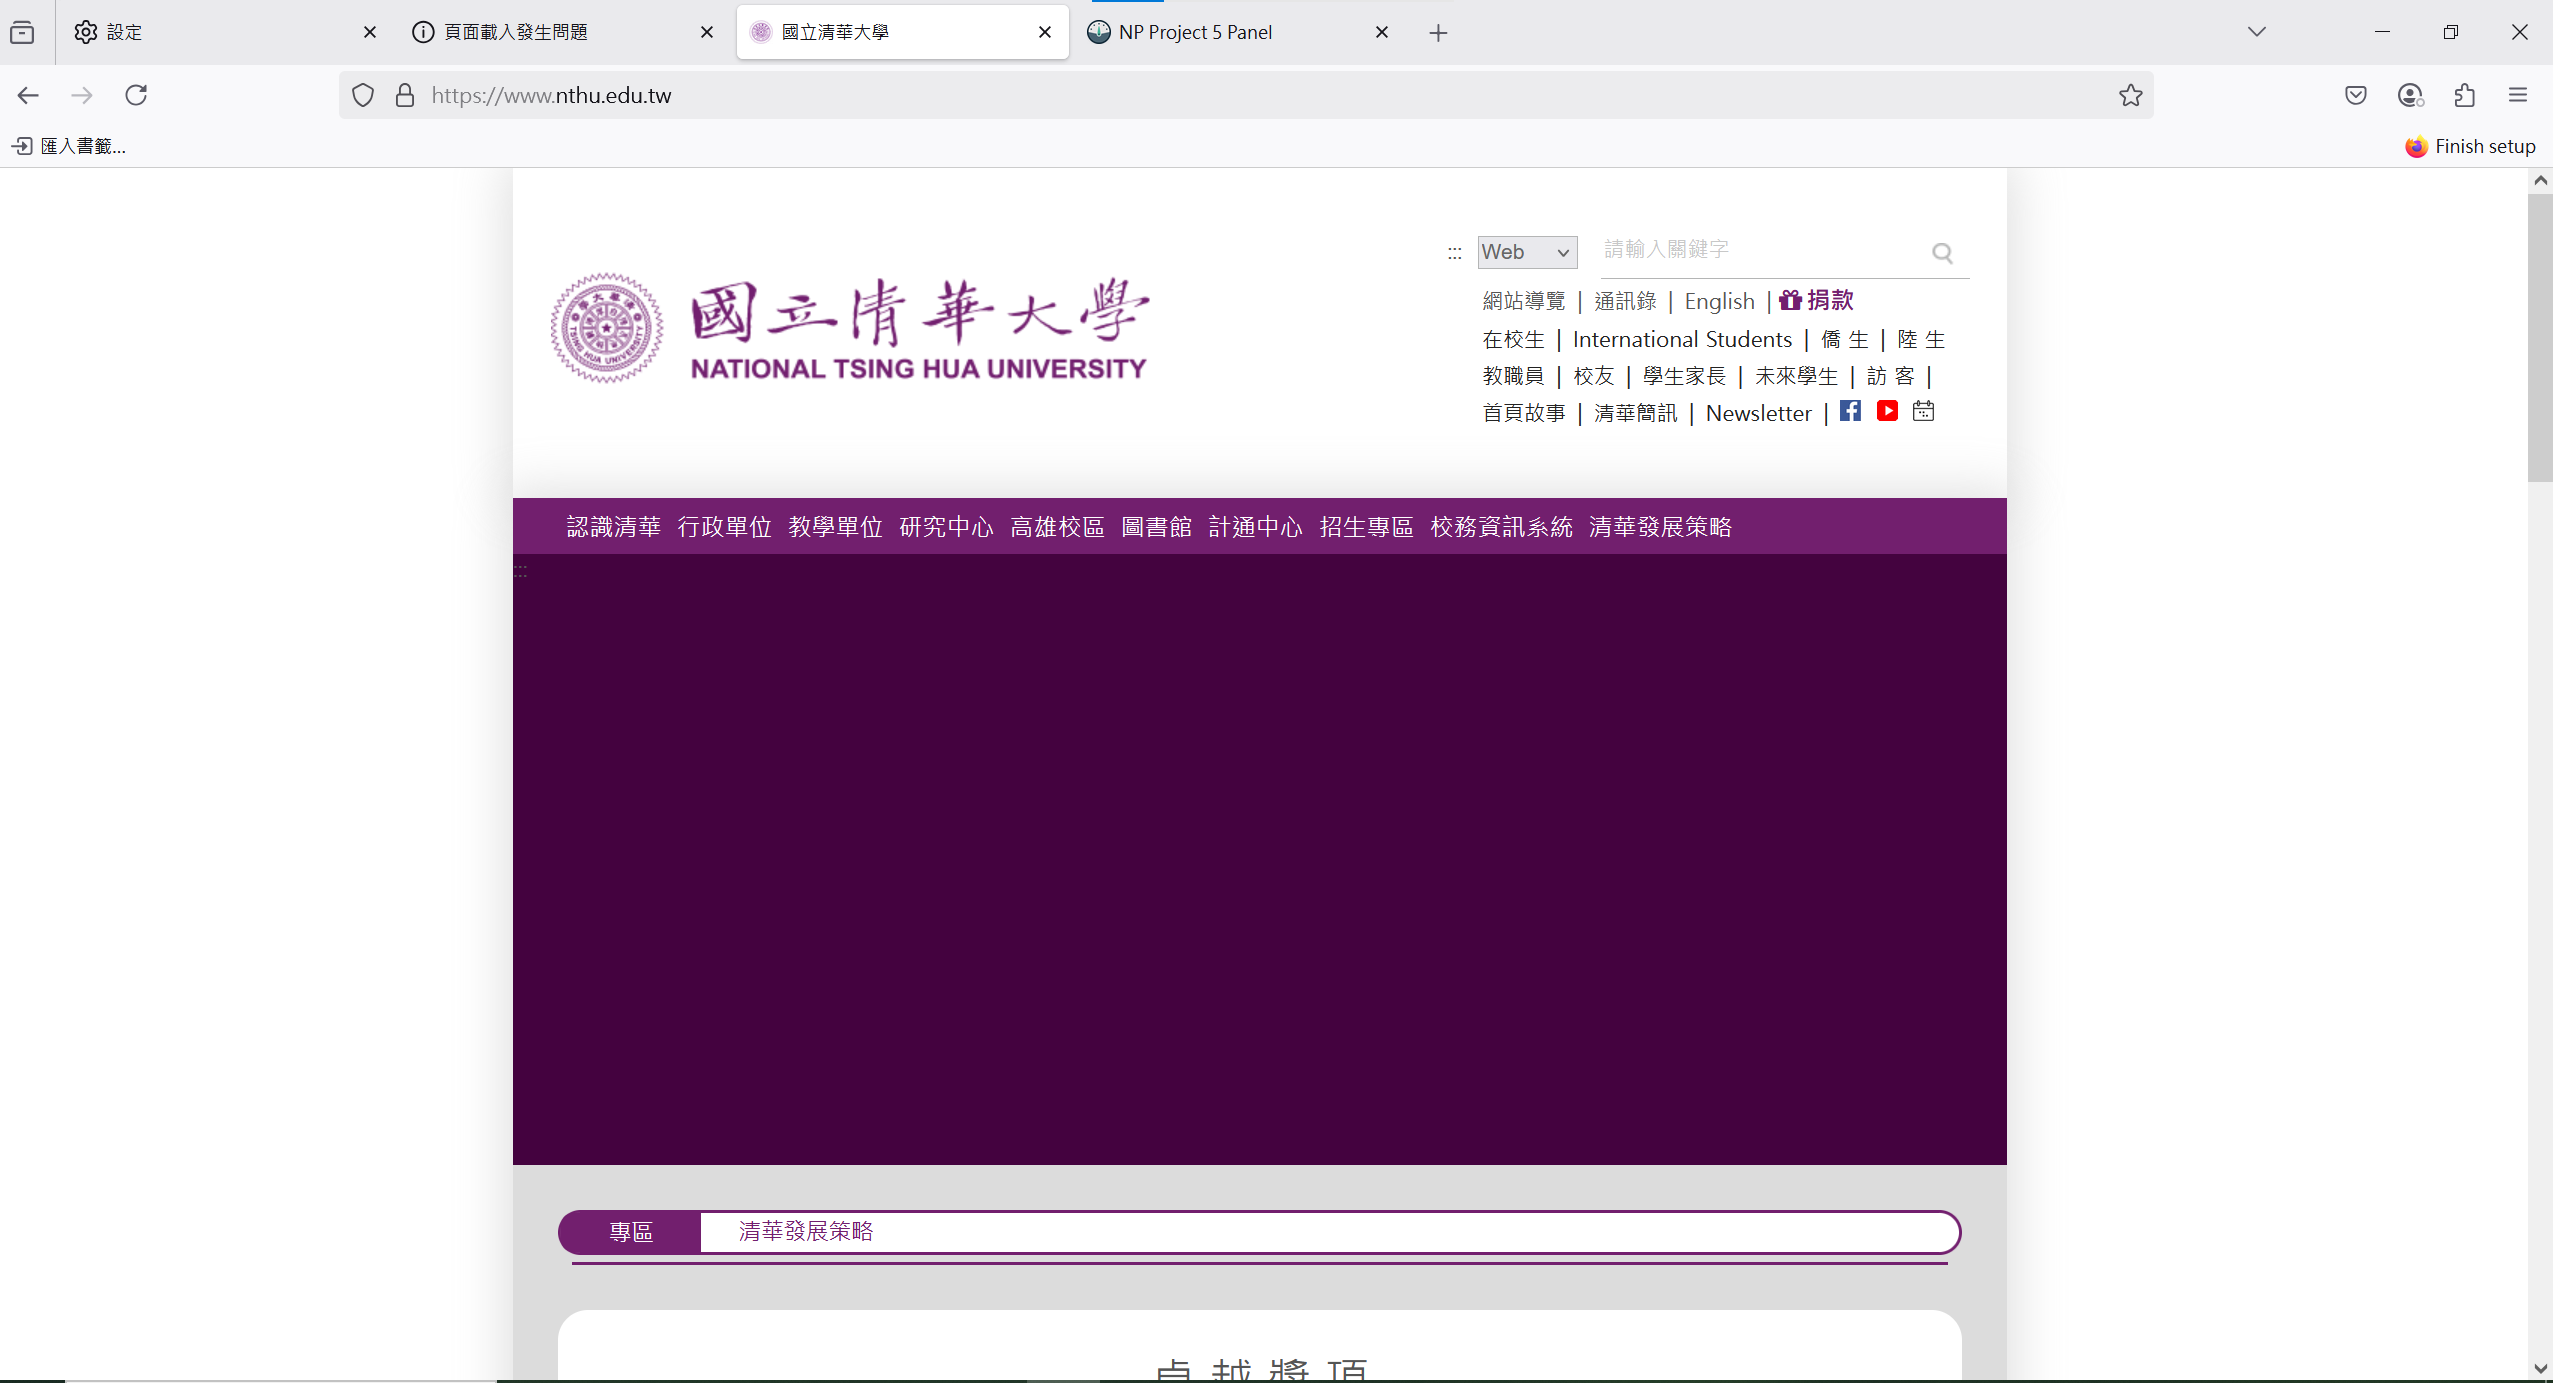 設定
頁面載入發生問題
國立清華大學
NP Project 5 Panel
https://www.nthu.edu.tw
匯入書籤...
Finish setup
國立清華大學
NATIONAL TSING HUA UNIVERSITY
::: Web 請輸入關鍵字
網站導覽 | 通訊錄 | English | 捐款
在校生 | International Students | 僑 生 | 陸 生
教職員 | 校友 | 學生家長 | 未來學生 | 訪 客 |
首頁故事 | 清華簡訊 | Newsletter |
認識清華 行政單位 教學單位 研究中心 高雄校區 圖書館 計通中心 招生專區 校務資訊系統 清華發展策略
:::
專區 清華發展策略
卓越獎項